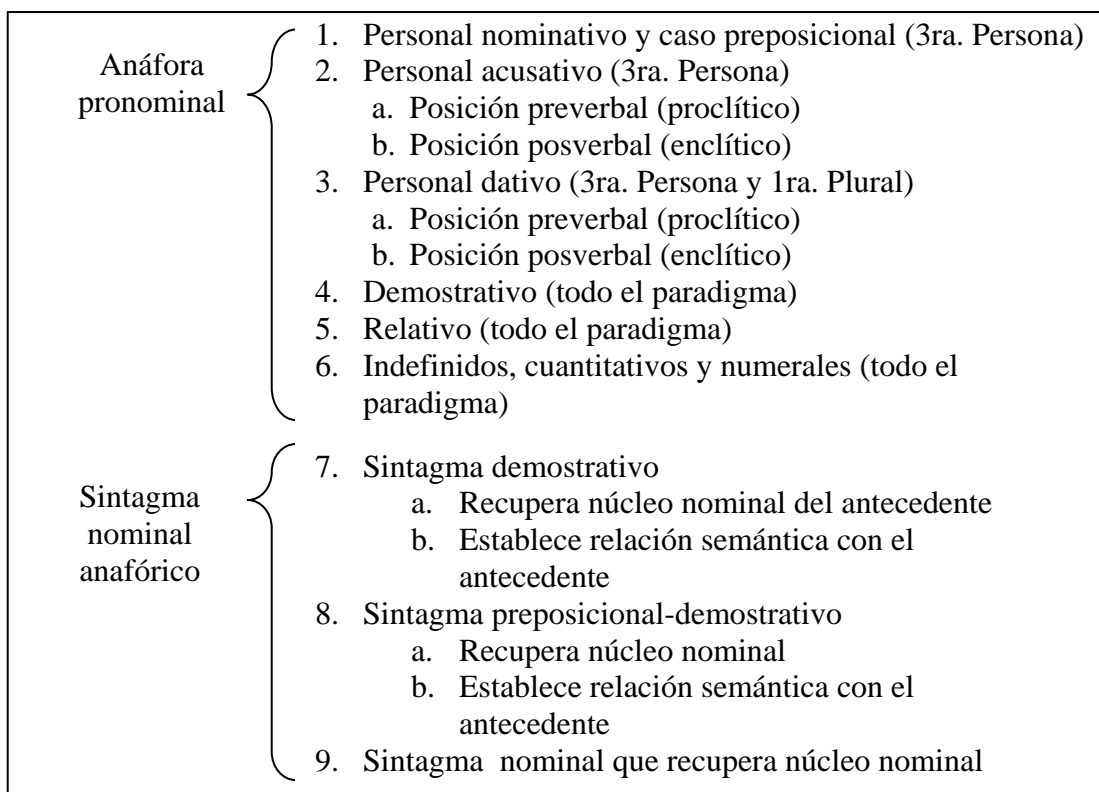 Anáfora
pronominal
1. Personal nominativo y caso preposicional (3ra. Persona)
2. Personal acusativo (3ra. Persona)
a. Posición preverbal (proclítico)
b. Posición posverbal (enclítico)
3. Personal dativo (3ra. Persona y 1ra. Plural)
a. Posición preverbal (proclítico)
b. Posición posverbal (enclítico)
4. Demostrativo (todo el paradigma)
5. Relativo (todo el paradigma)
6. Indefinidos, cuantitativos y numerales (todo el
paradigma)
Sintagma
nominal
anafórico
7. Sintagma demostrativo
a. Recupera núcleo nominal del antecedente
b. Establece relación semántica con el
antecedente
8. Sintagma preposicional-demostrativo
a. Recupera núcleo nominal
b. Establece relación semántica con el
antecedente
9. Sintagma nominal que recupera núcleo nominal